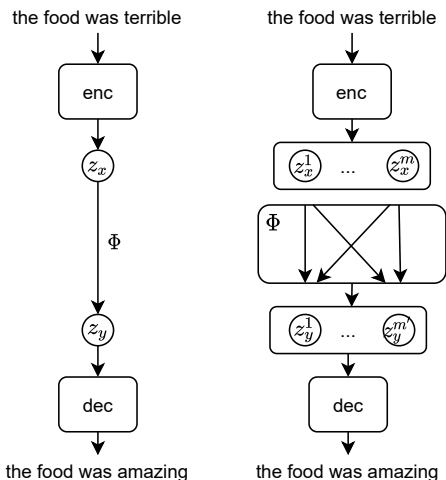 the food was terrible
enc
z_x
Φ
z_y
dec
the food was amazing
the food was terrible
enc
z_x^1 ... z_x^m
Φ
z_y^1 ... z_y^{m'}
dec
the food was amazing